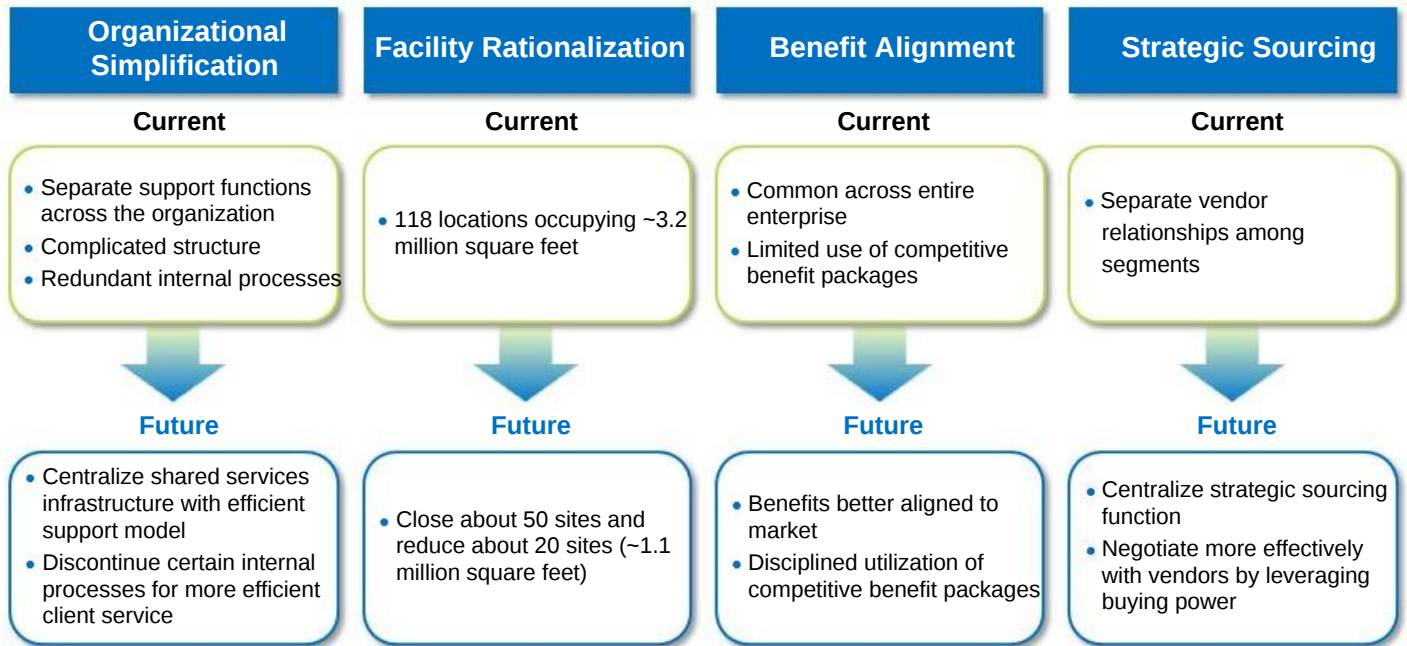 Organizational
Simplification
Current
• Separate support functions
across the organization
• Complicated structure
• Redundant internal processes
Future
• Centralize shared services
infrastructure with efficient
support model
• Discontinue certain internal
processes for more efficient
client service
Facility Rationalization
Current
• 118 locations occupying ~3.2
million square feet
Future
• Close about 50 sites and
reduce about 20 sites (~1.1
million square feet)
Benefit Alignment
Current
• Common across entire
enterprise
• Limited use of competitive
benefit packages
Future
• Benefits better aligned to
market
• Disciplined utilization of
competitive benefit packages
Strategic Sourcing
Current
• Separate vendor
relationships among
segments
Future
• Centralize strategic sourcing
function
• Negotiate more effectively
with vendors by leveraging
buying power